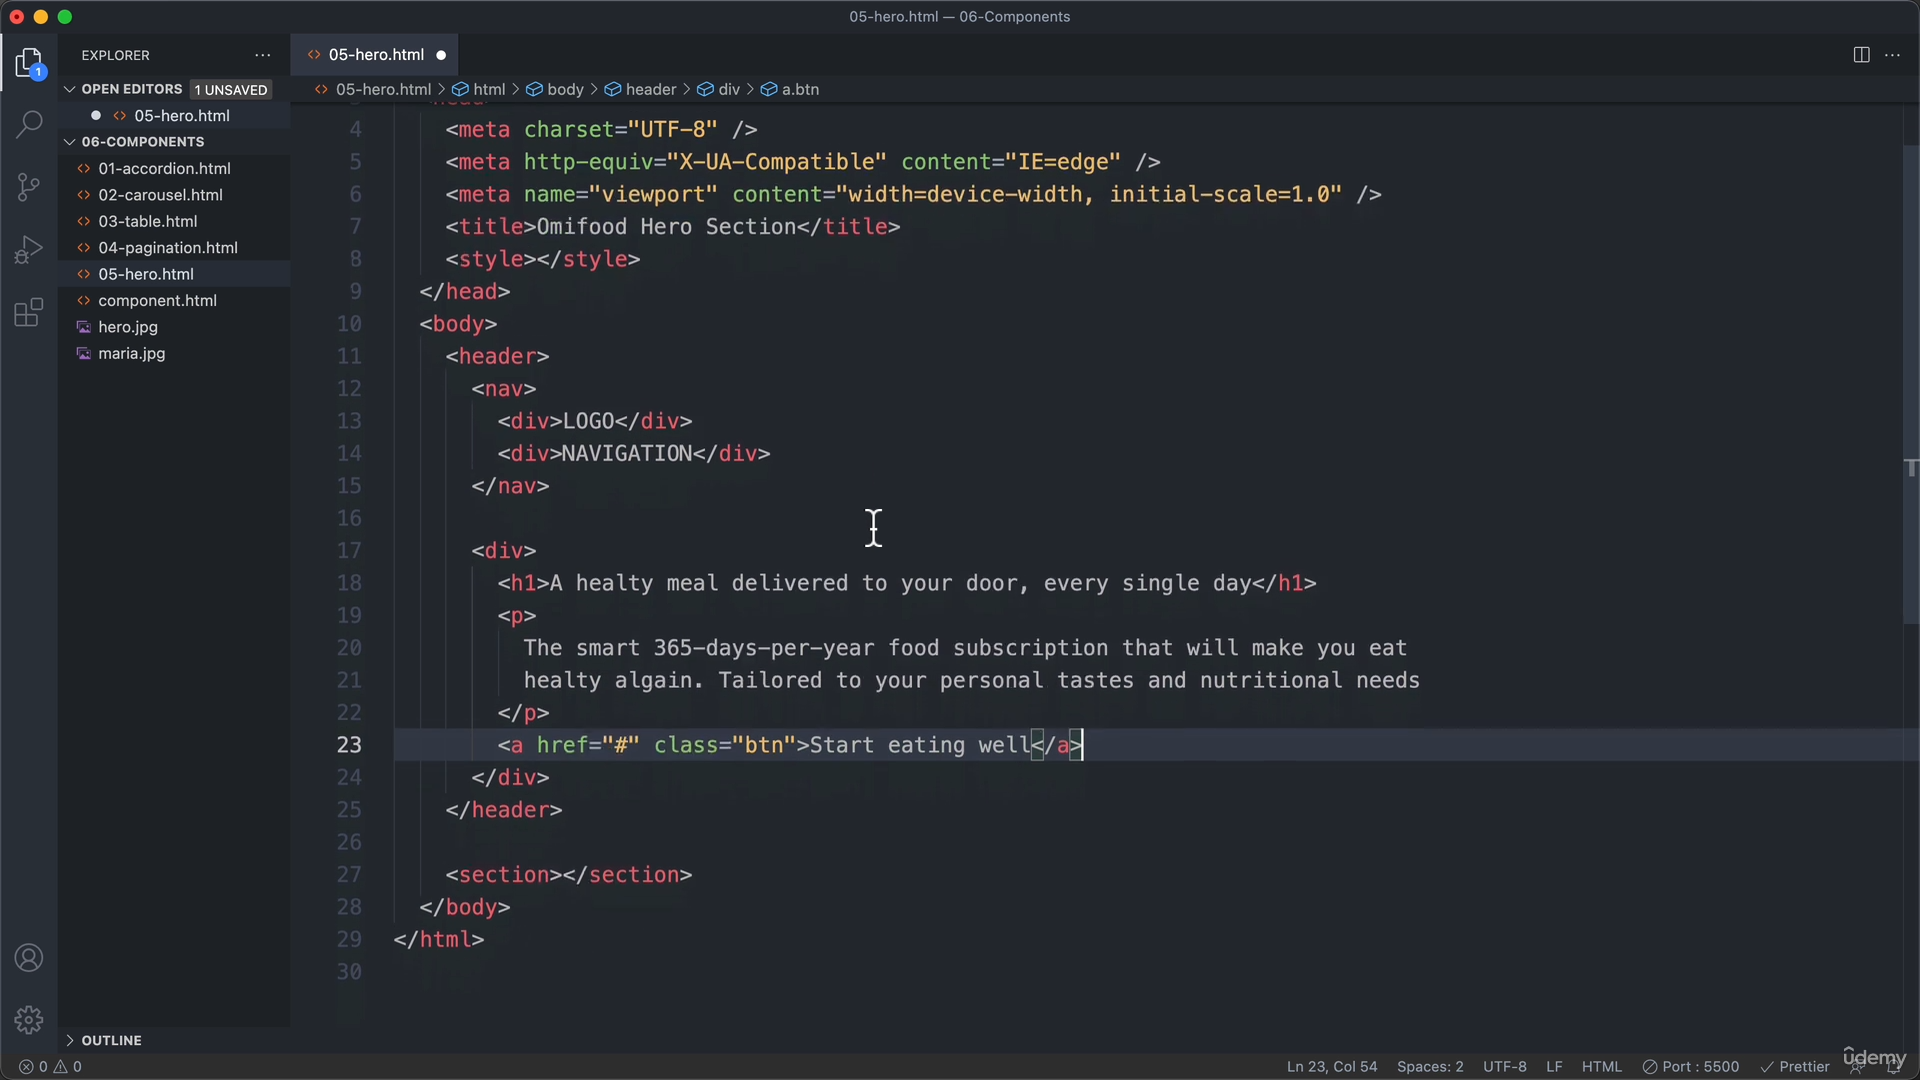 05-hero.html — 06-Components
EXPLORER
05-hero.html
OPEN EDITORS 1 UNSAVED
05-hero.html
06-COMPONENTS
01-accordion.html
02-carousel.html
03-table.html
04-pagination.html
05-hero.html
component.html
hero.jpg
maria.jpg
OUTLINE
1
05-hero.html > html > body > header > div > a.btn
4 <meta charset="UTF-8" />
5 <meta http-equiv="X-UA-Compatible" content="IE=edge" />
6 <meta name="viewport" content="width=device-width, initial-scale=1.0" />
7 <title>Omifood Hero Section</title>
8 <style></style>
9 </head>
10 <body>
11 <header>
12 <nav>
13 <div>LOGO</div>
14 <div>NAVIGATION</div>
15 </nav>
16
17 <div>
18 <h1>A healty meal delivered to your door, every single day</h1>
19 <p>
20 The smart 365-days-per-year food subscription that will make you eat
21 healty algain. Tailored to your personal tastes and nutritional needs
22 </p>
23 <a href="#" class="btn">Start eating well</a>
24 </div>
25 </header>
26
27 <section></section>
28 </body>
29 </html>
30
0 0
Ln 23, Col 54 Spaces: 2 UTF-8 LF HTML Port : 5500 Prettier
ûdemy